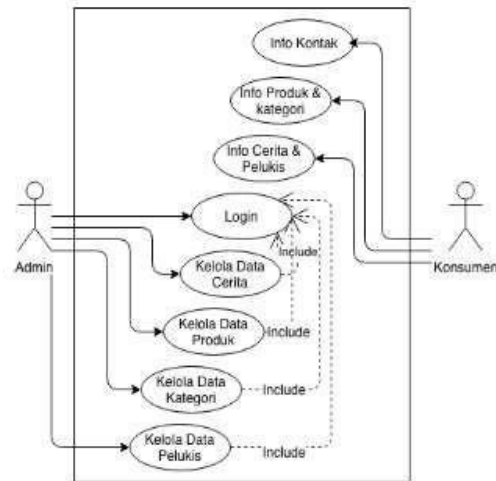 Info Kontak
Info Produk &
kategori
Info Cerita &
Pelukis
Login
Include
Admin
Konsumen
Kelola Data
Cerita
Kelola Data
Produk
Include
Kelola Data
Kategori
Include
Kelola Data
Pelukis
Include